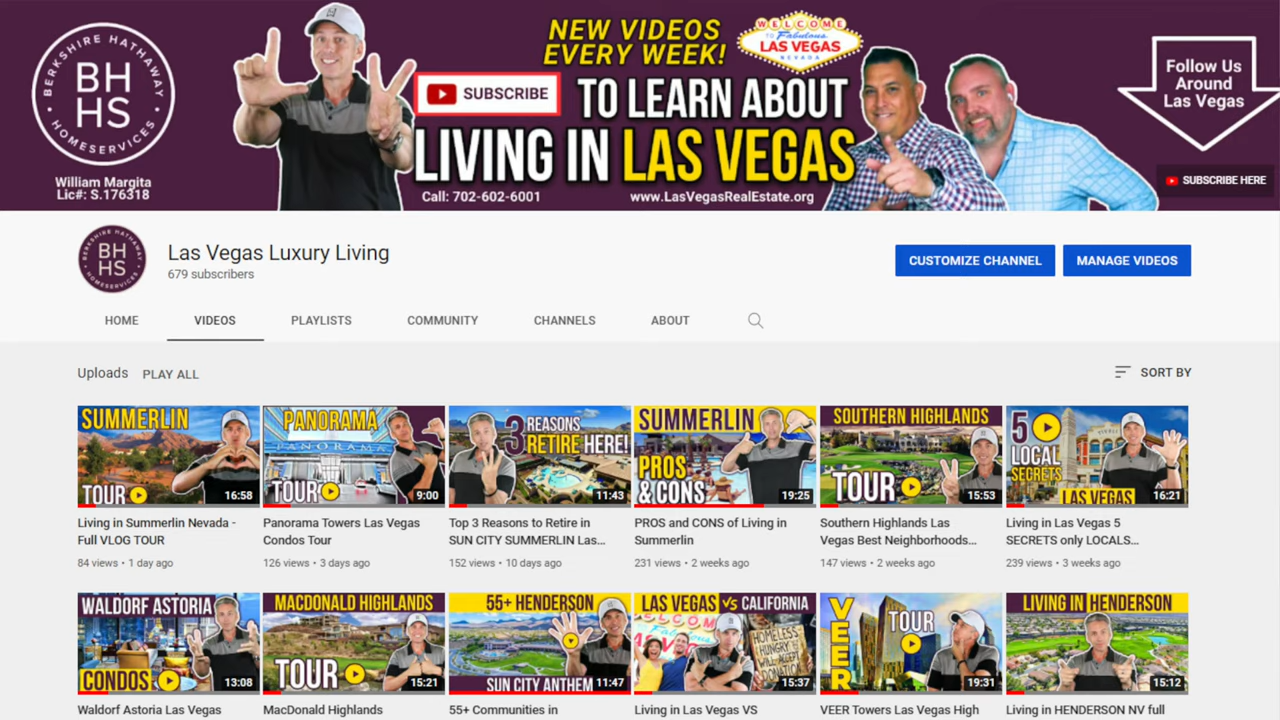 BERKSHIRE HATHAWAY
BH
HS
HOMESERVICES
William Margita
Lic#: S.176318
NEW VIDEOS
EVERY WEEK!
WELCOME
TO Fabulous
LAS VEGAS
NEVADA
SUBSCRIBE
TO LEARN ABOUT
LIVING IN LAS VEGAS
Call: 702-602-6001
www.LasVegasRealEstate.org
Follow Us
Around
Las Vegas
SUBSCRIBE HERE
BERKSHIRE HATHAWAY
BH
HS
HOMESERVICES
Las Vegas Luxury Living
679 subscribers
CUSTOMIZE CHANNEL
MANAGE VIDEOS
HOME
VIDEOS
PLAYLISTS
COMMUNITY
CHANNELS
ABOUT
Uploads
PLAY ALL
SORT BY
SUMMERLIN
TOUR
16:58
PANORAMA
PANORAMA
TOUR
9:00
3 REASONS
RETIRE HERE!
11:43
SUMMERLIN
PROS
&CONS
19:25
SOUTHERN HIGHLANDS
TOUR
15:53
5
LOCAL
SECRETS
LAS VEGAS
16:21
Living in Summerlin Nevada -
Full VLOG TOUR
84 views • 1 day ago
Panorama Towers Las Vegas
Condos Tour
126 views • 3 days ago
Top 3 Reasons to Retire in
SUN CITY SUMMERLIN Las...
152 views • 10 days ago
PROS and CONS of Living in
Summerlin
231 views • 2 weeks ago
Southern Highlands Las
Vegas Best Neighborhoods...
147 views • 2 weeks ago
Living in Las Vegas 5
SECRETS only LOCALS...
239 views • 3 weeks ago
WALDORF ASTORIA
CONDOS
13:08
MACDONALD HIGHLANDS
TOUR
15:21
55+ HENDERSON
SUN CITY ANTHEM
11:47
LAS VEGAS VS CALIFORNIA
HOMELESS
HUNGRY
15:37
VEER
TOUR
19:31
LIVING IN HENDERSON
15:12
Waldorf Astoria Las Vegas
MacDonald Highlands
55+ Communities in
Living in Las Vegas VS
VEER Towers Las Vegas High
Living in HENDERSON NV full